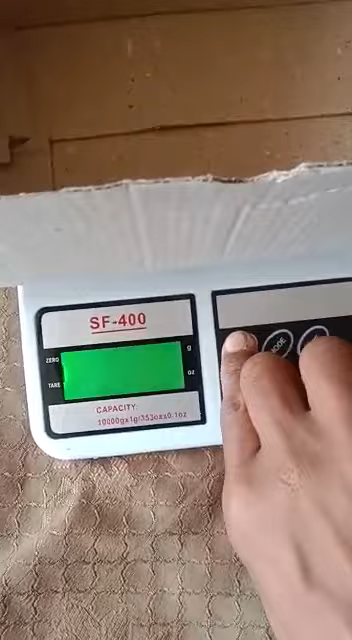 SF-400
ZERO
g
TARE
oz
CAPACITY:
10000gx1g/353ozx0.1oz
MODE